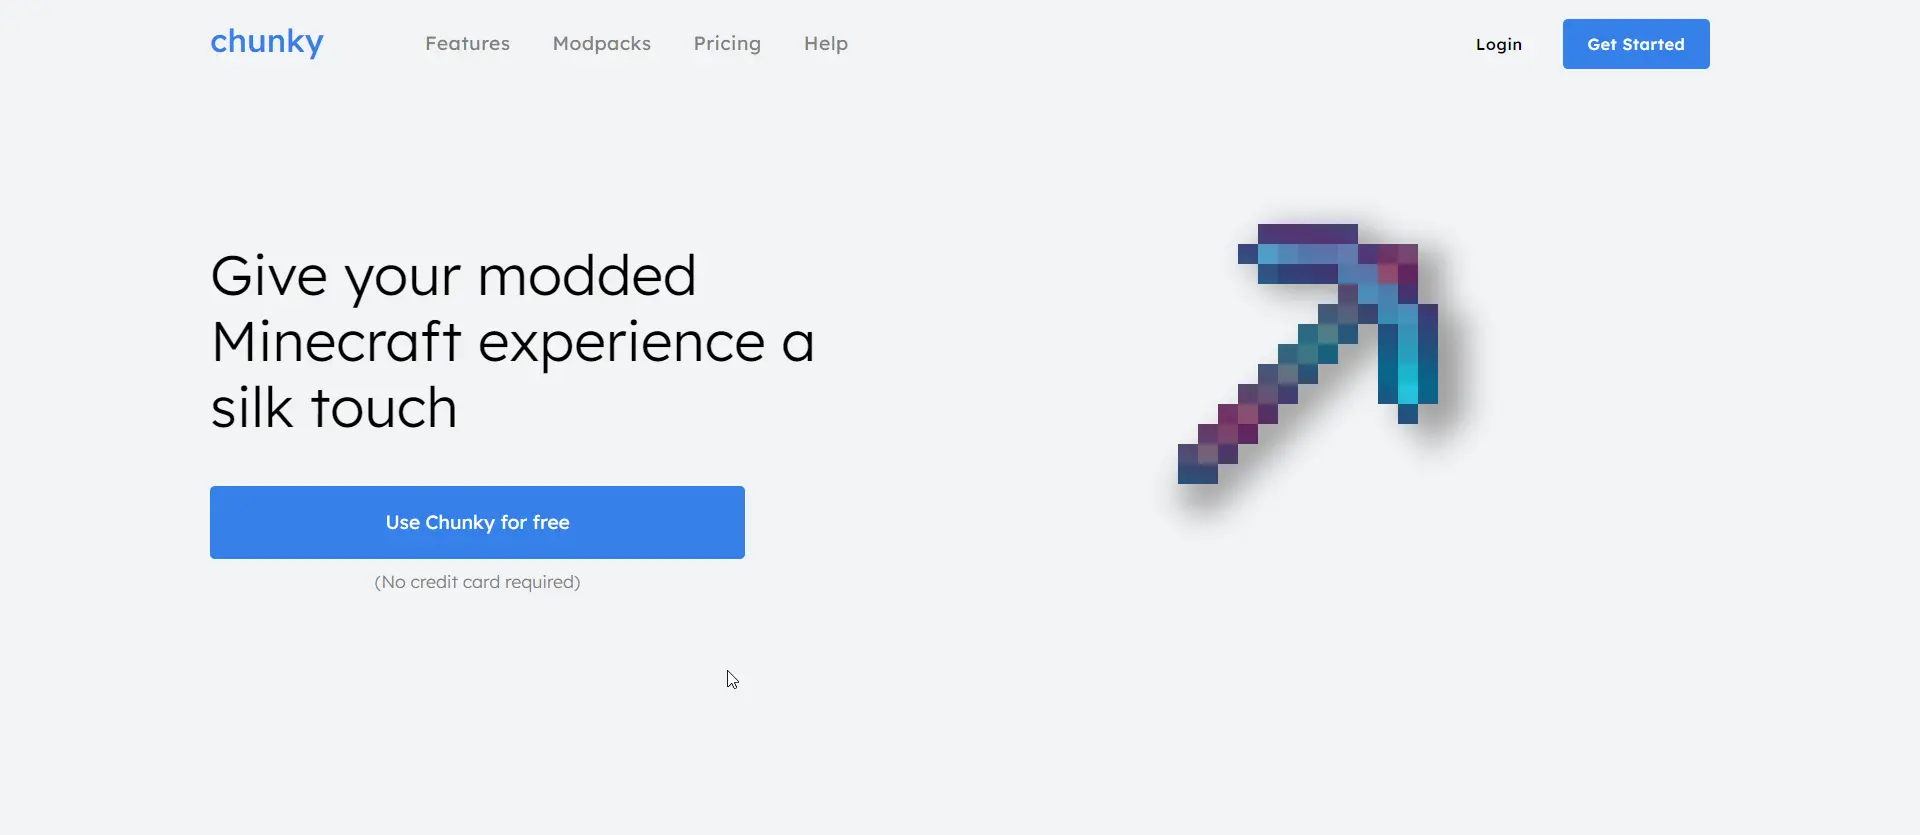 chunky
Features
Modpacks
Pricing
Help
Login
Get Started
Give your modded
Minecraft experience a
silk touch
Use Chunky for free
(No credit card required)